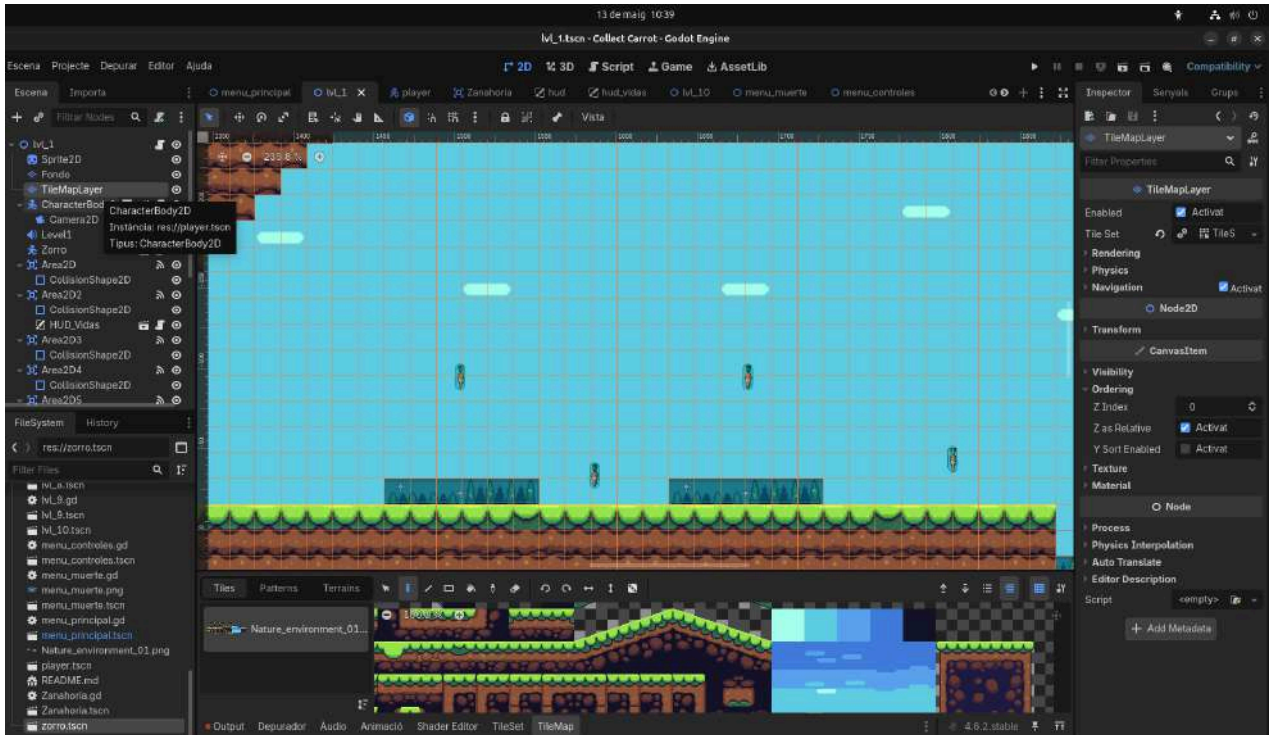 13 de maig 10:39
lvl_1.tscn - Collect Carrot - Godot Engine
Escena Projecte Depurar Editor Ajuda
2D 3D Script Game AssetLib
Compatibility
Escena Importa
menu_principal lvl_1 player Zanahoria hud hud_vidas lvl_10 menu_muerte menu_controles
Inspector Senyals Grups
Filtrar Nodes
Vista
235.8 %
lvl_1
Sprite2D
Fondo
TileMapLayer
CharacterBod
Camera2D
Level1
Zorro
Area2D
CollisionShape2D
Area2D2
CollisionShape2D
HUD_Vidas
Area2D3
CollisionShape2D
Area2D4
CollisionShape2D
Area2D5
CharacterBody2D
Instància: res://player.tscn
Tipus: CharacterBody2D
FileSystem History
res://zorro.tscn
Filter Files
lvl_8.tscn
lvl_9.gd
lvl_9.tscn
lvl_10.tscn
menu_controles.gd
menu_controles.tscn
menu_muerte.gd
menu_muerte.png
menu_muerte.tscn
menu_principal.gd
menu_principal.tscn
Nature_environment_01.png
player.tscn
README.md
Zanahoria.gd
Zanahoria.tscn
zorro.tscn
Tiles Patterns Terrains
Nature_environment_01...
Output Depurador Àudio Animació Shader Editor TileSet TileMap
4.6.2.stable
TileMapLayer
Filter Properties
TileMapLayer
Enabled Activat
Tile Set TileS
Rendering
Physics
Navigation Activat
Node2D
Transform
CanvasItem
Visibility
Ordering
Z Index 0
Z as Relative Activat
Y Sort Enabled Activat
Texture
Material
Node
Process
Physics Interpolation
Auto Translate
Editor Description
Script <empty>
Add Metadata